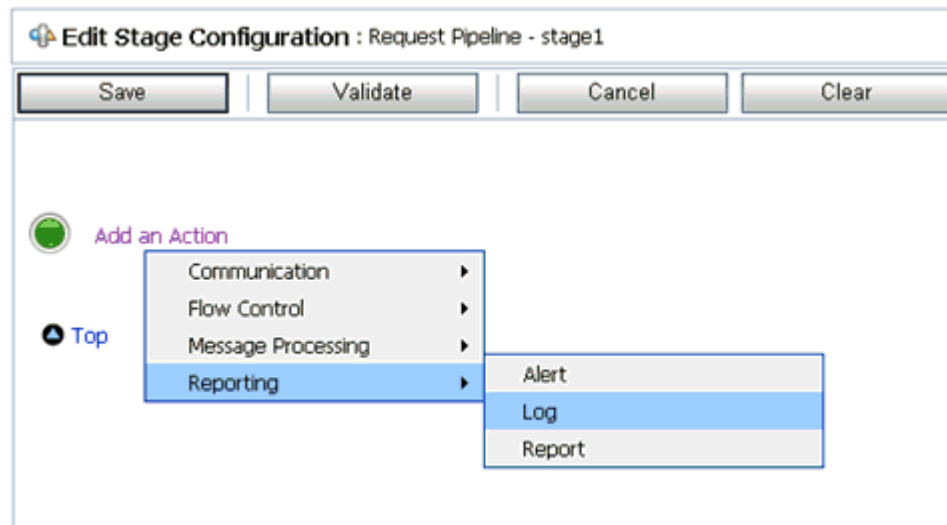 Edit Stage Configuration : Request Pipeline - stage1
Save Validate Cancel Clear
Add an Action
Communication
Flow Control
Message Processing
Reporting
Top
Alert
Log
Report